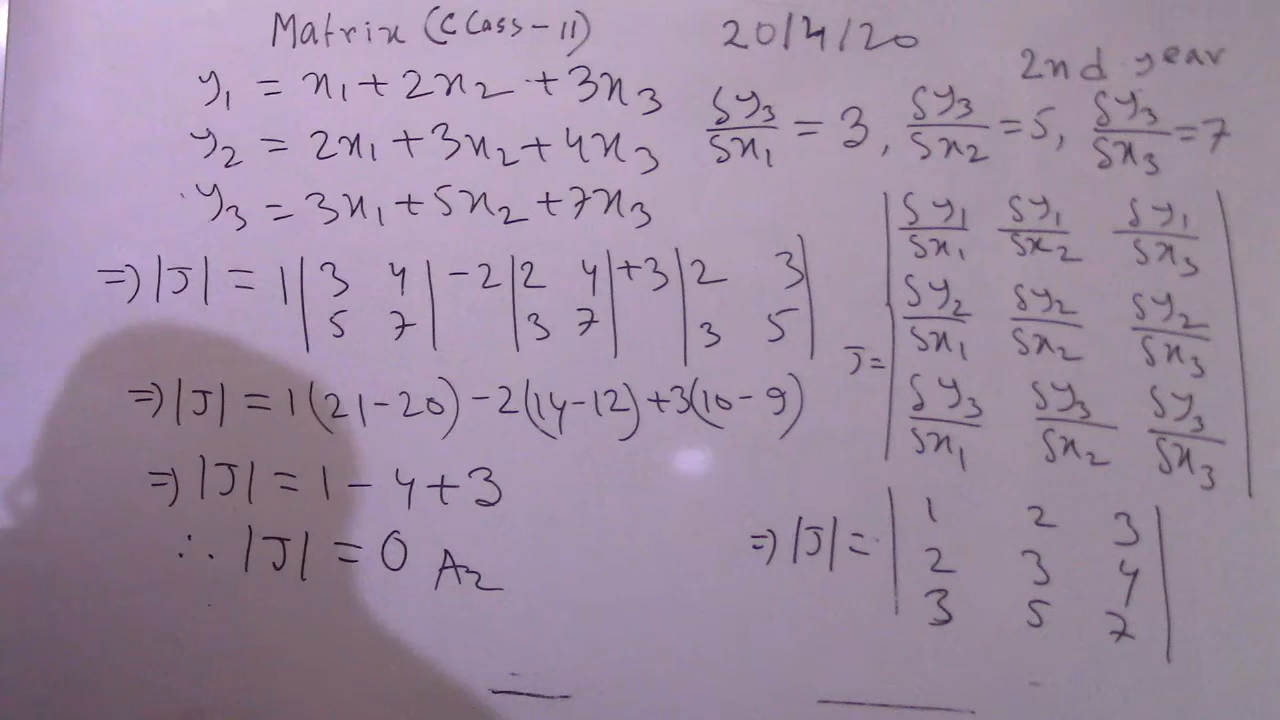 Matrix (Class-11) 20/4/20
2nd year
y₁ = x₁ + 2x₂ + 3x₃
y₂ = 2x₁ + 3x₂ + 4x₃
y₃ = 3x₁ + 5x₂ + 7x₃
δy₃/δx₁ = 3, δy₃/δx₂ = 5, δy₃/δx₃ = 7
J = | δy₁/δx₁ δy₁/δx₂ δy₁/δx₃ |
| δy₂/δx₁ δy₂/δx₂ δy₂/δx₃ |
| δy₃/δx₁ δy₃/δx₂ δy₃/δx₃ |
⇒ |J| = | 1 2 3 |
| 2 3 4 |
| 3 5 7 |
⇒ |J| = 1 | 3 4 | - 2 | 2 4 | + 3 | 2 3 |
| 5 7 | | 3 7 | | 3 5 |
⇒ |J| = 1(21-20) - 2(14-12) + 3(10-9)
⇒ |J| = 1 - 4 + 3
∴ |J| = 0